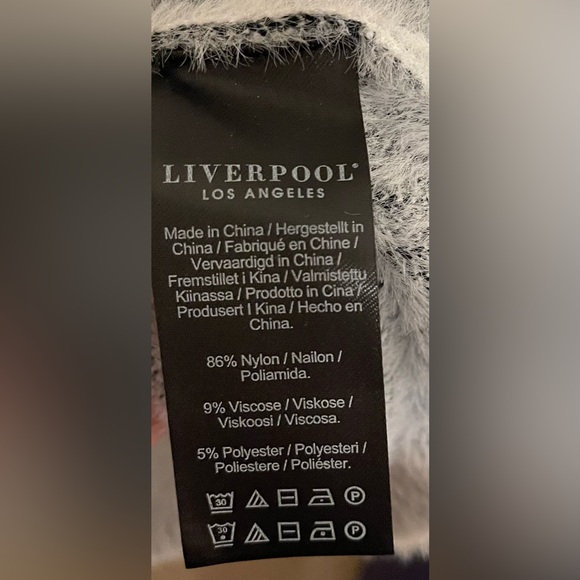 LIVERPOOL®
LOS ANGELES
Made in China / Hergestellt in
China / Fabriqué en Chine /
Vervaardigd in China /
Fremstillet i Kina / Valmistettu
Kiinassa / Prodotto in Cina /
Produsert I Kina / Hecho en
China.
86% Nylon / Nailon /
Poliamida.
9% Viscose / Viskose /
Viskoosi / Viscosa.
5% Polyester / Polyesteri /
Poliestere / Poliéster.
30 P
30 P